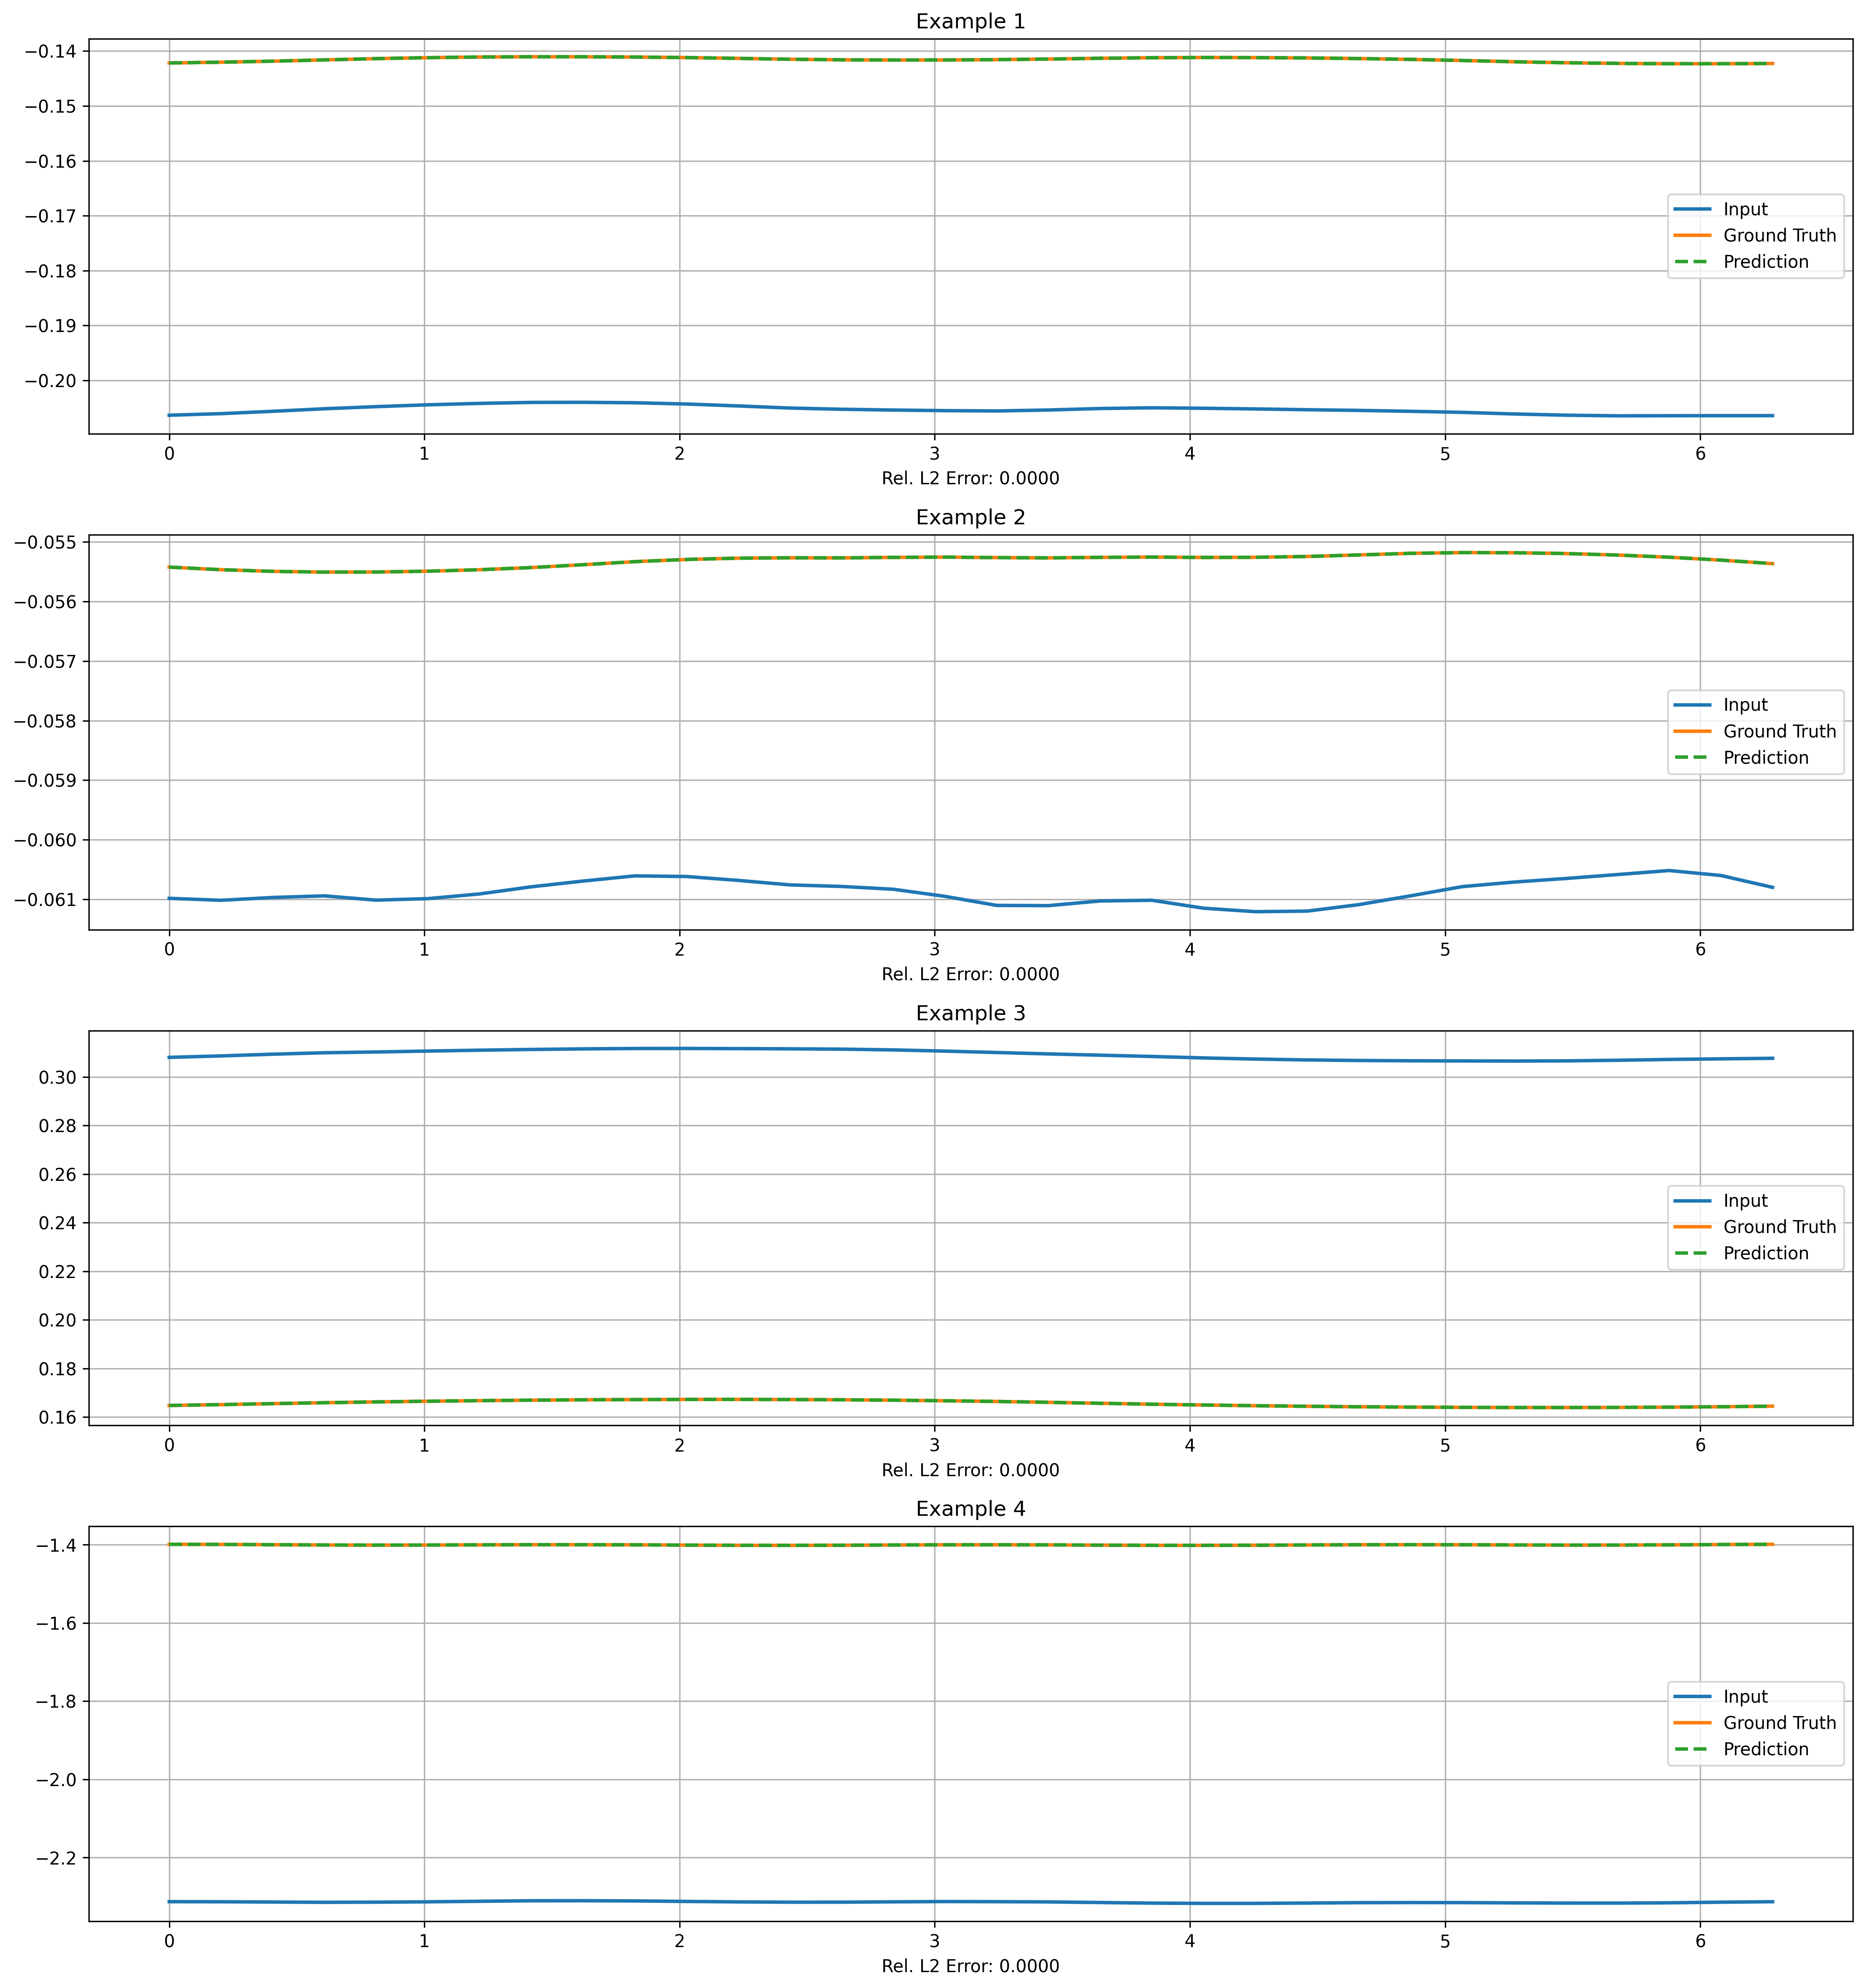 Example 1
−0.14
−0.15
−0.16
−0.17
−0.18
−0.19
−0.20
Input
Ground Truth
Prediction
0 1 2 3 4 5 6
Rel. L2 Error: 0.0000
Example 2
−0.055
−0.056
−0.057
−0.058
−0.059
−0.060
−0.061
Input
Ground Truth
Prediction
0 1 2 3 4 5 6
Rel. L2 Error: 0.0000
Example 3
0.30
0.28
0.26
0.24
0.22
0.20
0.18
0.16
Input
Ground Truth
Prediction
0 1 2 3 4 5 6
Rel. L2 Error: 0.0000
Example 4
−1.4
−1.6
−1.8
−2.0
−2.2
Input
Ground Truth
Prediction
0 1 2 3 4 5 6
Rel. L2 Error: 0.0000